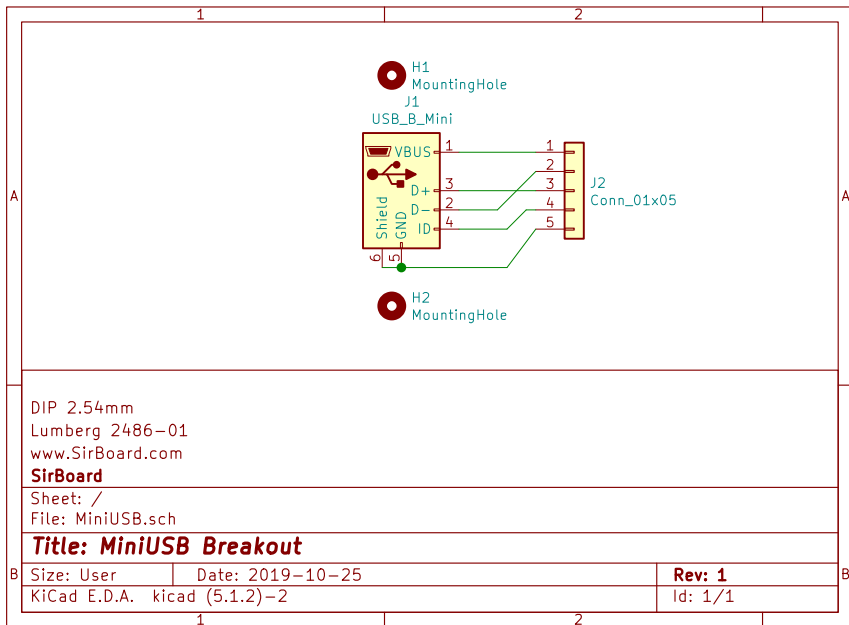 1 2
H1
MountingHole
J1
USB_B_Mini
VBUS 1 1
2
D+ 3 3
J2
A A
D- 2 4
Conn_01x05
Shield
GND
ID 4 5
6
5
H2
MountingHole
DIP 2.54mm
Lumberg 2486-01
www.SirBoard.com
SirBoard
Sheet: /
File: MiniUSB.sch
Title: MiniUSB Breakout
B Size: User Date: 2019-10-25 Rev: 1 B
KiCad E.D.A. kicad (5.1.2)-2 Id: 1/1
1 2